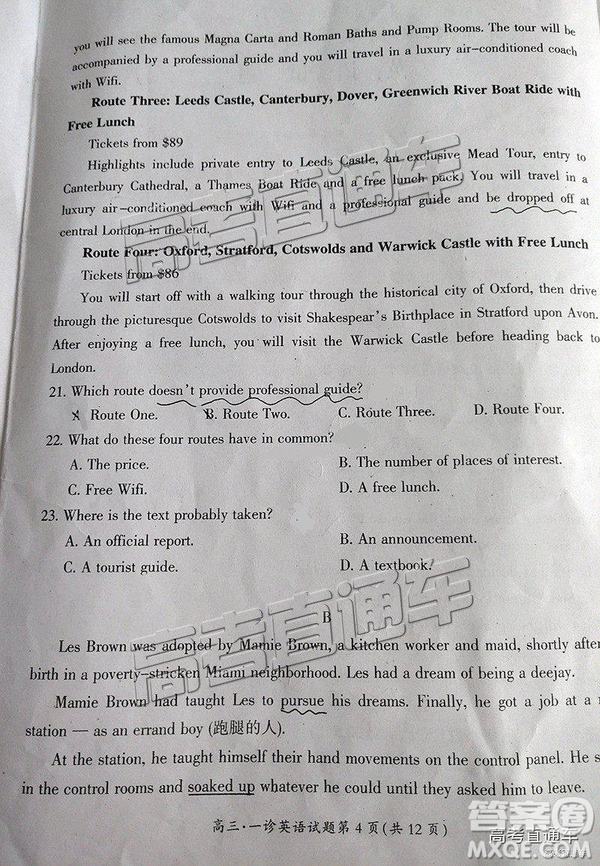 you will see the famous Magna Carta and Roman Baths and Pump Rooms. The tour will be
accompanied by a professional guide and you will travel in a luxury air-conditioned coach
with Wifi.
Route Three: Leeds Castle, Canterbury, Dover, Greenwich River Boat Ride with
Free Lunch
Tickets from $89
Highlights include private entry to Leeds Castle, an exclusive Mead Tour, entry to
Canterbury Cathedral, a Thames Boat Ride and a free lunch pack. You will travel in a
luxury air-conditioned coach with Wifi and a professional guide and be dropped off at
central London in the end.
Route Four: Oxford, Stratford, Cotswolds and Warwick Castle with Free Lunch
Tickets from $86
You will start off with a walking tour through the historical city of Oxford, then drive
through the picturesque Cotswolds to visit Shakespear's Birthplace in Stratford upon Avon.
After enjoying a free lunch, you will visit the Warwick Castle before heading back to
London.
21. Which route doesn't provide professional guide?
A. Route One. B. Route Two. C. Route Three. D. Route Four.
22. What do these four routes have in common?
A. The price. B. The number of places of interest.
C. Free Wifi. D. A free lunch.
23. Where is the text probably taken?
A. An official report. B. An announcement.
C. A tourist guide. D. A textbook.
B
Les Brown was adopted by Mamie Brown, a kitchen worker and maid, shortly after
birth in a poverty-stricken Miami neighborhood. Les had a dream of being a deejay.
Mamie Brown had taught Les to pursue his dreams. Finally, he got a job at a
station — as an errand boy (跑腿的人).
At the station, he taught himself their hand movements on the control panel. He
the control rooms and soaked up whatever he could until they asked him to leave.
高三·一诊英语试题第 4 页(共 12 页)
高考直通车
高考直通车
高考直通车
作业帮